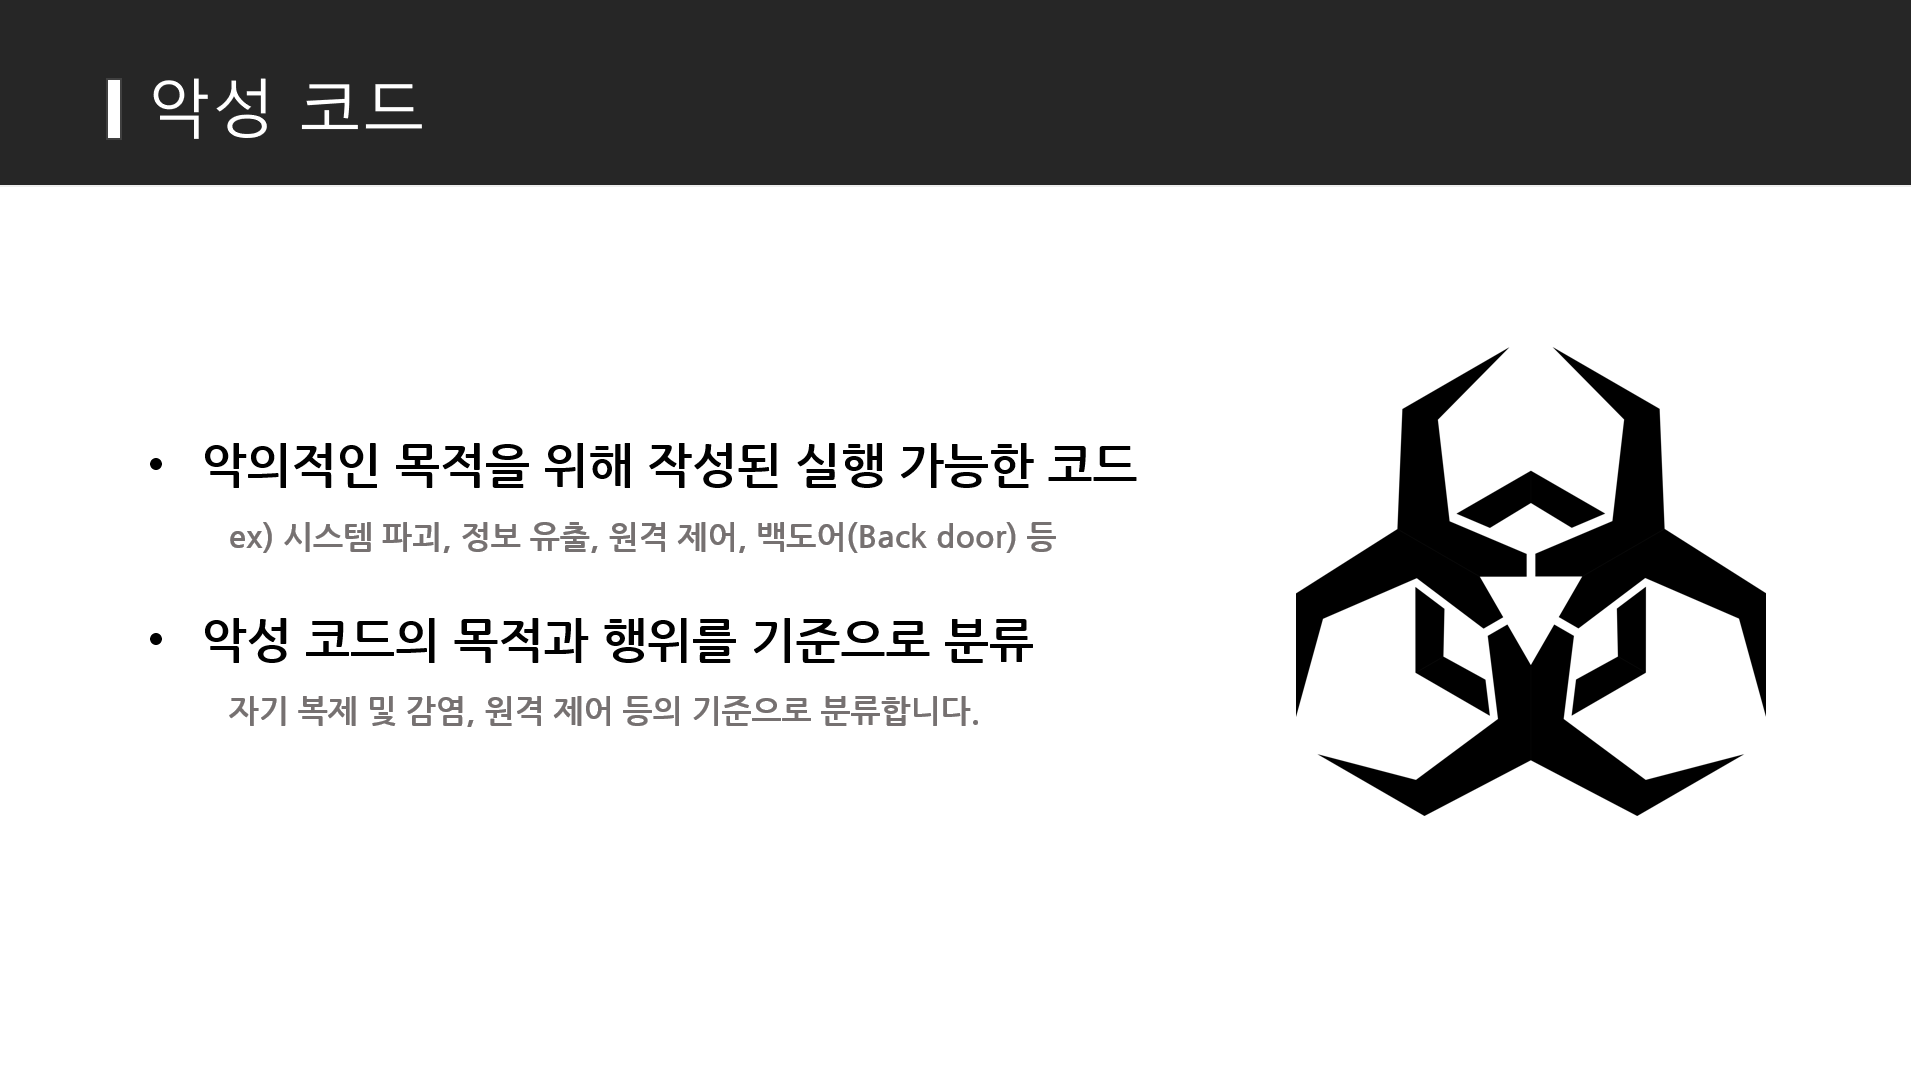 악성 코드
• 악의적인 목적을 위해 작성된 실행 가능한 코드
ex) 시스템 파괴, 정보 유출, 원격 제어, 백도어(Back door) 등
• 악성 코드의 목적과 행위를 기준으로 분류
자기 복제 및 감염, 원격 제어 등의 기준으로 분류합니다.